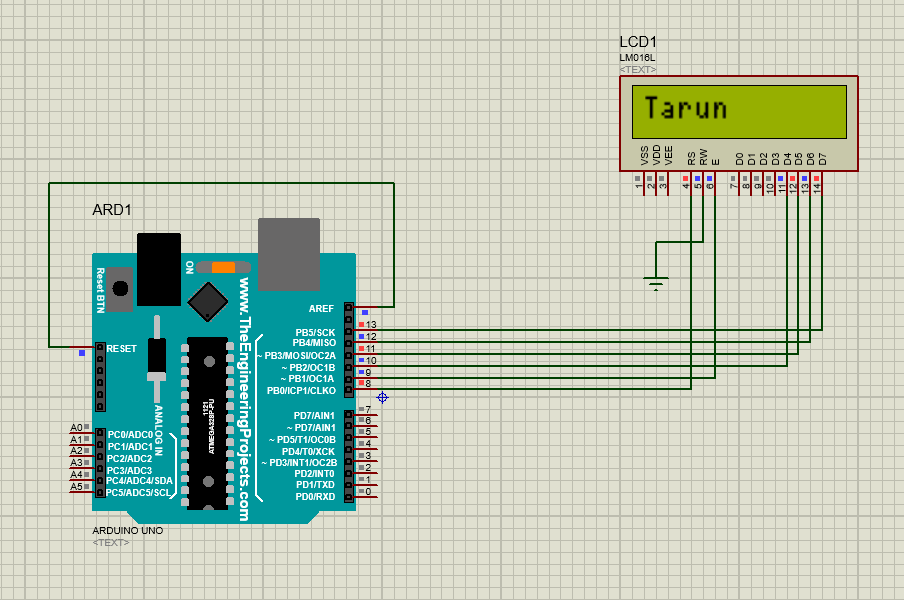 LCD1
LM016L
<TEXT>
Tarun
VSS VDD VEE RS RW E D0 D1 D2 D3 D4 D5 D6 D7
1 2 3 4 5 6 7 8 9 10 11 12 13 14
ARD1
Reset BTN
ON
www.TheEngineeringProjects.com
AREF
RESET
PB5/SCK 13
PB4/MISO 12
~ PB3/MOSI/OC2A 11
~ PB2/OC1B 10
~ PB1/OC1A 9
PB0/ICP1/CLKO 8
1121
ATMEGA328P-PU
ANALOG IN
PD7/AIN1 7
~ PD7/AIN1 6
~ PD5/T1/OC0B 5
PD4/T0/XCK 4
~ PD3/INT1/OC2B 3
PD2/INT0 2
PD1/TXD 1
PD0/RXD 0
A0 PC0/ADC0
A1 PC1/ADC1
A2 PC2/ADC2
A3 PC3/ADC3
A4 PC4/ADC4/SDA
A5 PC5/ADC5/SCL
ARDUINO UNO
<TEXT>